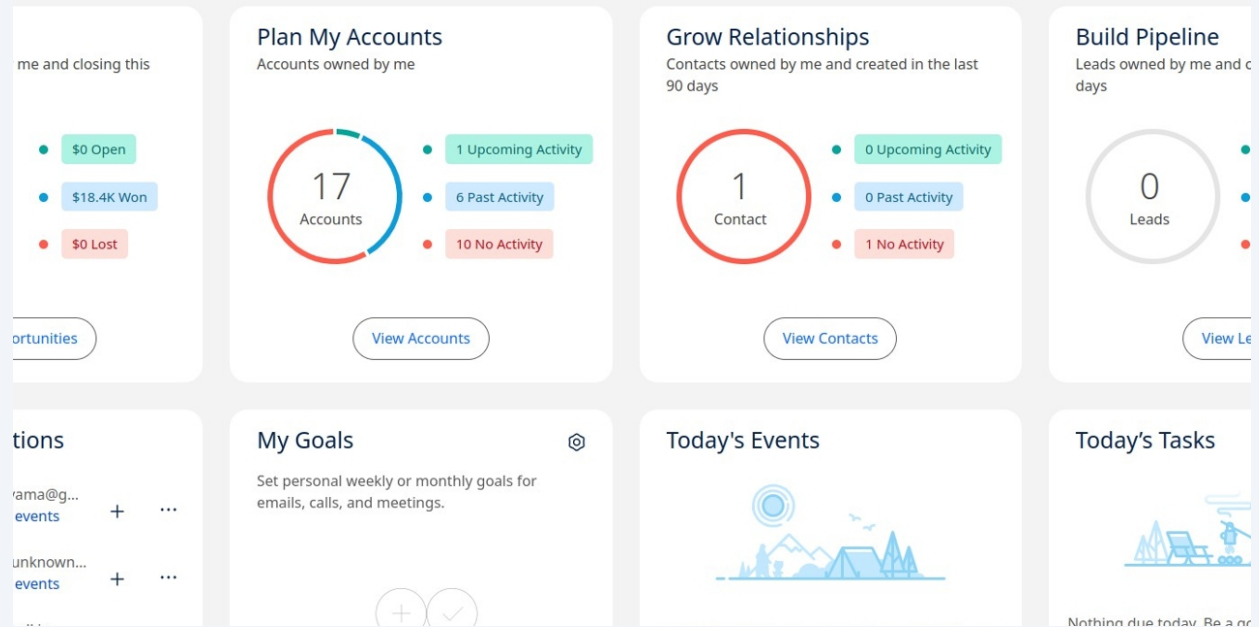 me and closing this
$0 Open
$18.4K Won
$0 Lost
ortunities
Plan My Accounts
Accounts owned by me
17
Accounts
1 Upcoming Activity
6 Past Activity
10 No Activity
View Accounts
Grow Relationships
Contacts owned by me and created in the last
90 days
1
Contact
0 Upcoming Activity
0 Past Activity
1 No Activity
View Contacts
Build Pipeline
Leads owned by me and c
days
0
Leads
View Le
tions
yama@g...
events
unknown...
events
My Goals
Set personal weekly or monthly goals for
emails, calls, and meetings.
Today's Events
Today’s Tasks
Nothing due today. Be a go